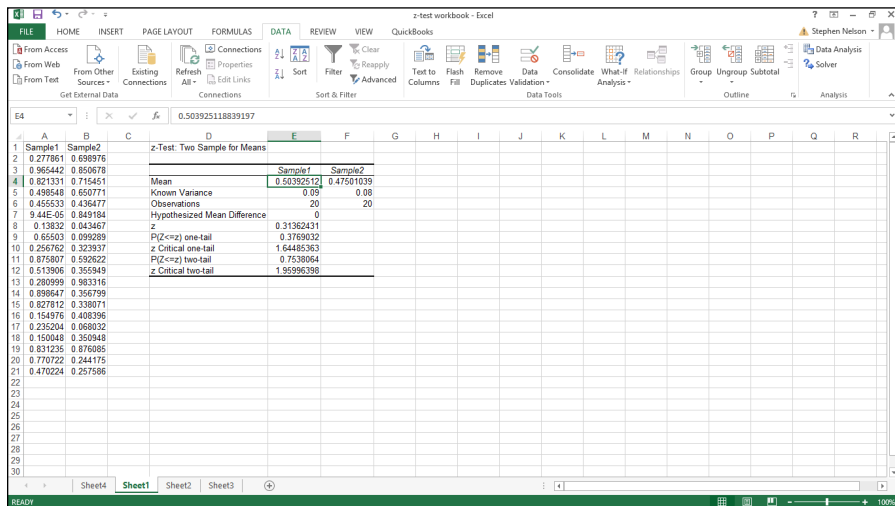 z-test workbook - Excel
FILE HOME INSERT PAGE LAYOUT FORMULAS DATA REVIEW VIEW QuickBooks Stephen Nelson
From Access
From Web
From Text
From Other Sources
Existing Connections
Get External Data
Refresh All
Connections
Properties
Edit Links
Connections
Sort
Filter
Clear
Reapply
Advanced
Sort & Filter
Text to Columns
Flash Fill
Remove Duplicates
Data Validation
Consolidate
What-If Analysis
Relationships
Data Tools
Group
Ungroup
Subtotal
Outline
Data Analysis
Solver
Analysis
E4 fx 0.503925118839197
A B C D E F G H I J K L M N O P Q R
1 Sample1 Sample2 z-Test: Two Sample for Means
2 0.277861 0.698976
3 0.965442 0.850678 Sample1 Sample2
4 0.821331 0.715451 Mean 0.50392512 0.47501039
5 0.498548 0.650771 Known Variance 0.09 0.08
6 0.455533 0.436477 Observations 20 20
7 9.44E-05 0.849184 Hypothesized Mean Difference 0
8 0.13832 0.043467 z 0.31362431
9 0.65503 0.099289 P(Z<=z) one-tail 0.3769032
10 0.256762 0.323937 z Critical one-tail 1.64485363
11 0.875807 0.592622 P(Z<=z) two-tail 0.7538064
12 0.513906 0.355949 z Critical two-tail 1.95996398
13 0.280999 0.983316
14 0.898647 0.356799
15 0.827812 0.338071
16 0.154976 0.408396
17 0.235204 0.068032
18 0.150048 0.350948
19 0.831235 0.876085
20 0.770722 0.244175
21 0.470224 0.257586
22
23
24
25
26
27
28
29
30
Sheet4 Sheet1 Sheet2 Sheet3
READY 100%